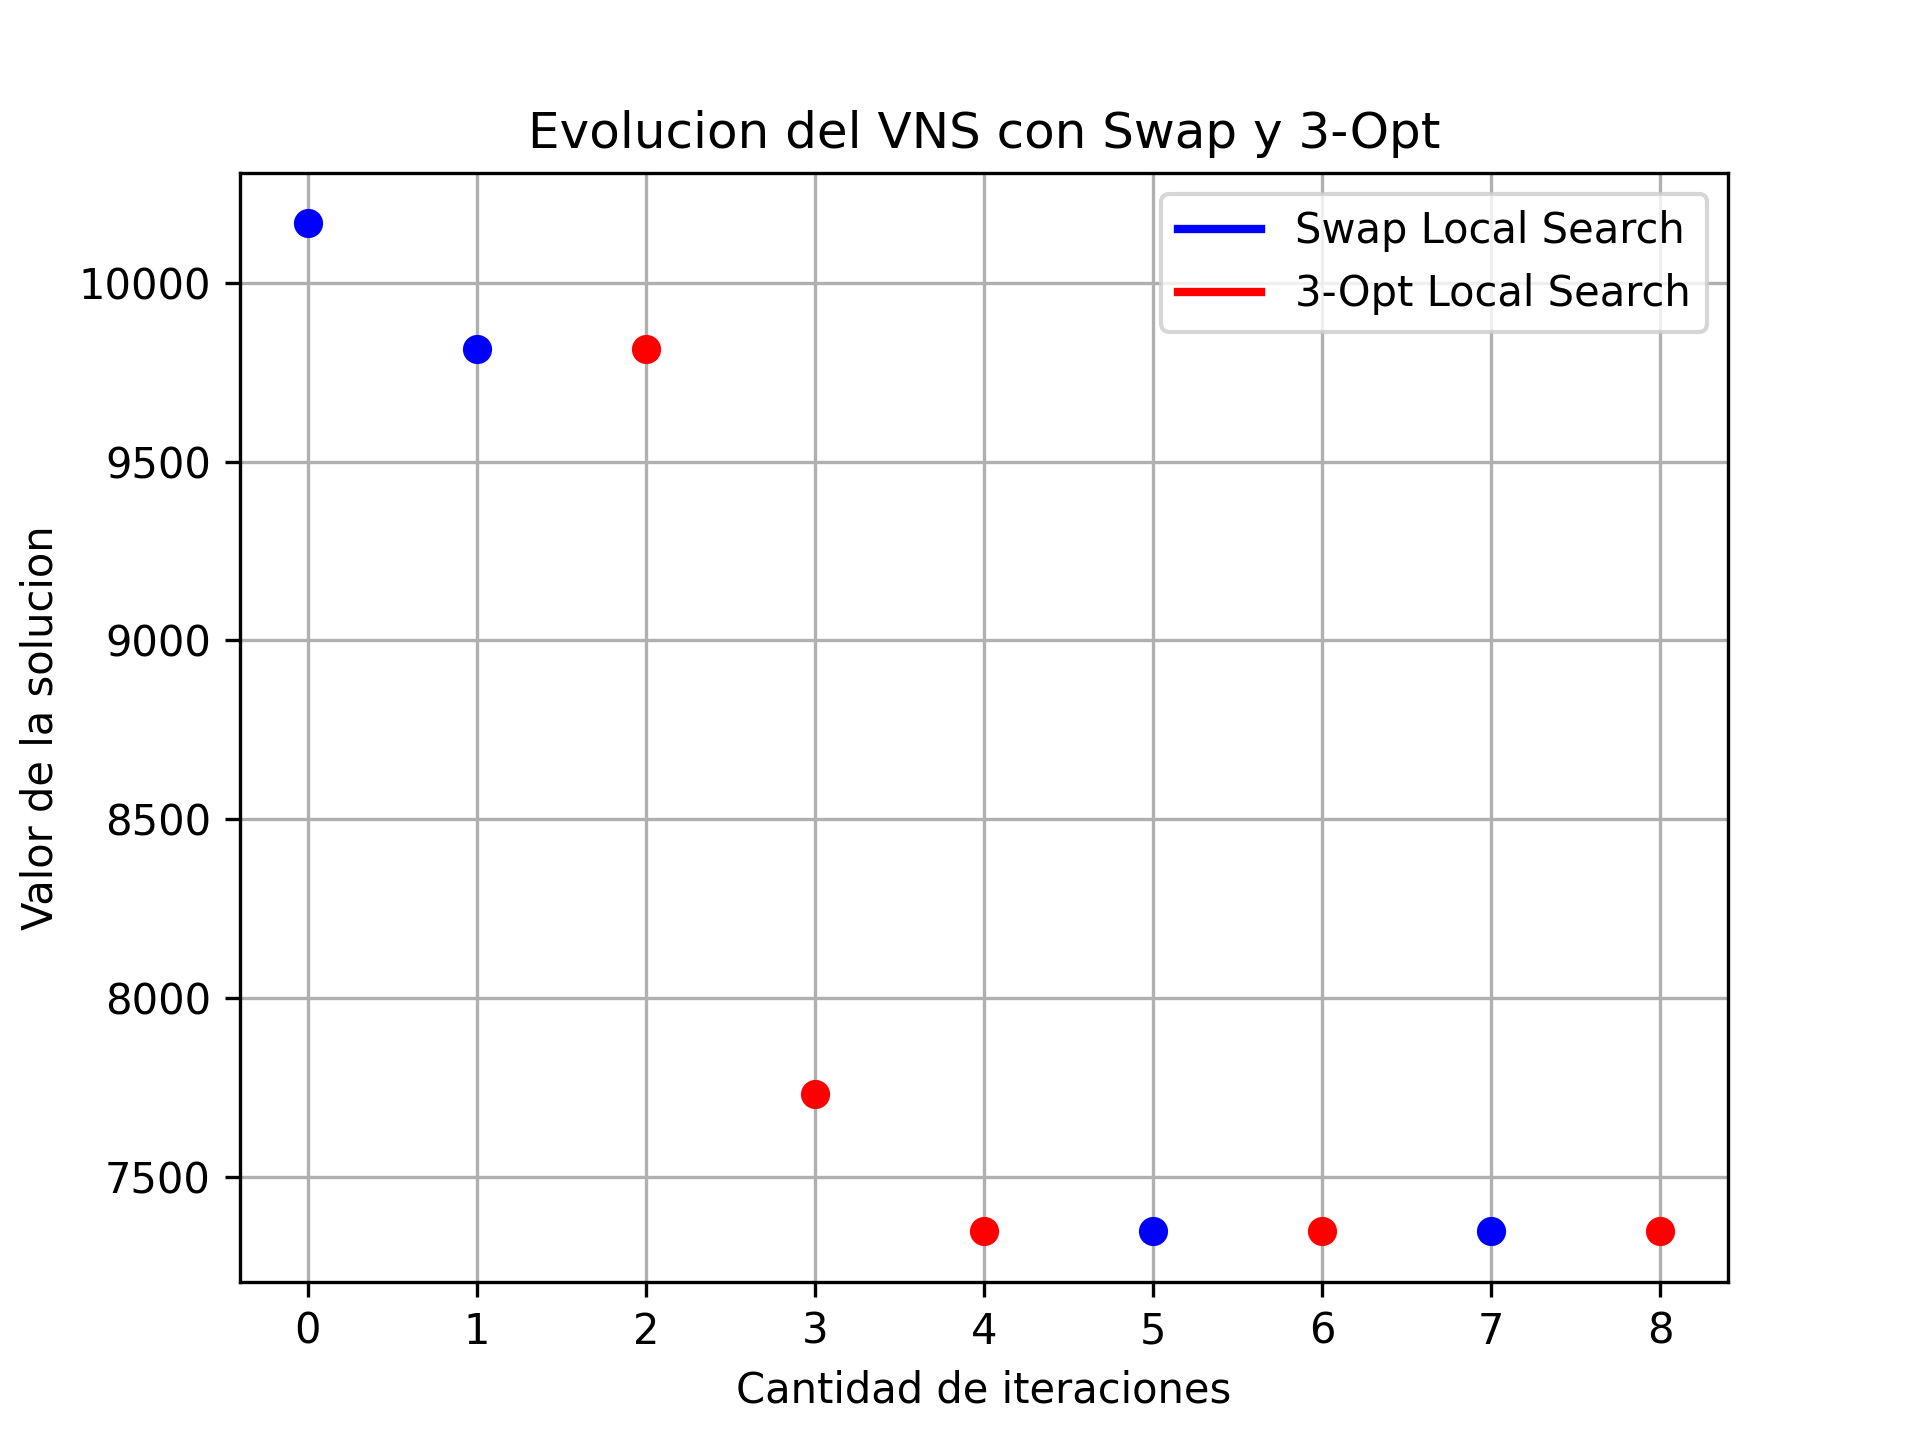 Evolucion del VNS con Swap y 3-Opt
Swap Local Search
3-Opt Local Search
10000
9500
9000
8500
8000
7500
Valor de la solucion
0 1 2 3 4 5 6 7 8
Cantidad de iteraciones